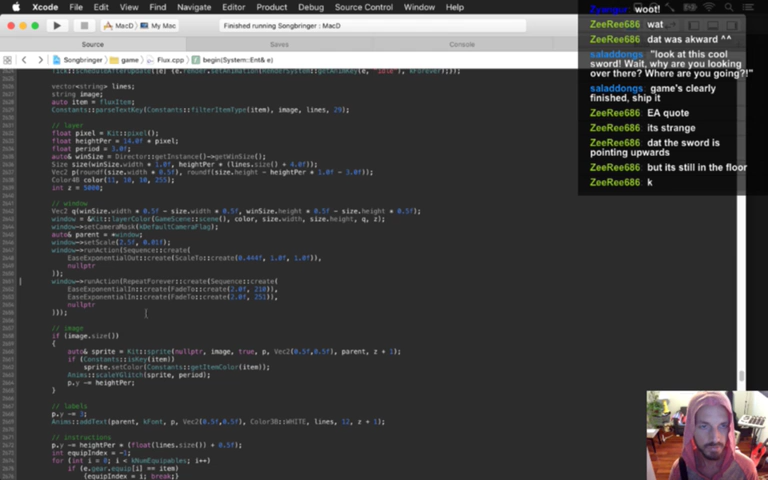 Xcode File Edit View Find Navigate Editor Product Debug Source Control Window
MacD My Mac
Finished running Songbringer : MacD
Source Saves Console
Songbringer game Flux.cpp begin(System::Ent& e)
vector<string> lines;
string image;
auto item = fluxItem;
Constants::parseTextKey(Constants::filterItemType(item), image, lines, 29);
// layer
float pixel = Kit::pixel();
float heightPer = 14.0f * pixel;
float period = 3.0f;
auto& winSize = Director::getInstance()->getWinSize();
Size size(winSize.width * 1.0f, heightPer * (lines.size() + 4.0f));
Vec2 p(roundf(size.width * 0.5f), roundf(size.height - heightPer * 1.0f - 3.0f));
Color4B color(11, 10, 10, 255);
int z = 5000;
// window
Vec2 q(winSize.width * 0.5f - size.width * 0.5f, winSize.height * 0.5f - size.height * 0.5f);
window = &Kit::layerColor(GameScene::scene(), color, size.width, size.height, q, z);
window->setCameraMask(kDefaultCameraFlag);
auto& parent = *window;
window->setScale(2.5f, 0.01f);
window->runAction(Sequence::create(
EaseExponentialOut::create(ScaleTo::create(0.444f, 1.0f, 1.0f)),
nullptr
));
window->runAction(RepeatForever::create(Sequence::create(
EaseExponentialIn::create(FadeTo::create(2.0f, 210)),
EaseExponentialIn::create(FadeTo::create(2.0f, 251)),
nullptr
)));
// image
if (image.size())
{
auto& sprite = Kit::sprite(nullptr, image, true, p, Vec2(0.5f,0.5f), parent, z + 1);
if (Constants::isKey(item))
sprite.setColor(Constants::getItemColor(item));
Anims::scaleYGlitch(sprite, period);
p.y -= heightPer;
}
// labels
p.y -= 3;
Anims::addText(parent, kFont, p, Vec2(0.5f,0.5f), Color3B::WHITE, lines, 12, z + 1);
// instructions
p.y -= heightPer * (float(lines.size()) + 0.5f);
int equipIndex = -1;
for (int i = 0; i < kNumEquipables; i++)
if (e.gear.equip[i] == item)
{equipIndex = i; break;}
woot!
ZeeRee686: wat
ZeeRee686: dat was akward ^^
saladdongs: "look at this cool
sword! Wait, why are you looking
over there? Where are you going?!"
saladdongs: game's clearly
finished, ship it
ZeeRee686: EA quote
ZeeRee686: its strange
ZeeRee686: dat the sword is
pointing upwards
ZeeRee686: but its still in the floor
ZeeRee686: k